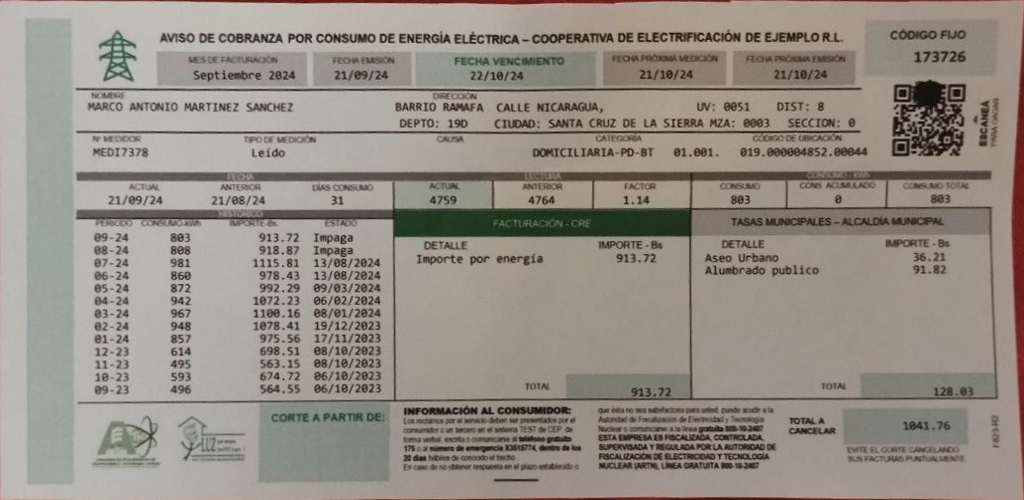 AVISO DE COBRANZA POR CONSUMO DE ENERGÍA ELÈCTRICA – COOPERATIVA DE ELECTRIFICACIÓN DE EJEMPLO R.L.
CÓDIGO FIJO
173726
MES DE FACTURACIÓN
Septiembre 2024
FECHA EMISIÓN
21/09/24
FECHA VENCIMIENTO
22/10/24
FECHA PRÓXIMA MEDICIÓN
21/10/24
FECHA PRÓXIMA EMISIÓN
21/10/24
NOMBRE
MARCO ANTONIO MARTINEZ SANCHEZ
DIRECCIÓN
BARRIO RAMAFA CALLE NICARAGUA, UV: 0051 DIST: 8
DEPTO: 19D CIUDAD: SANTA CRUZ DE LA SIERRA MZA: 0003 SECCION: 0
ESCANEÁ
PARA PAGAR
Nº MEDIDOR TIPO DE MEDICIÓN CAUSA CATEGORÍA CÓDIGO DE UBICACIÓN
MEDI7378 Leído DOMICILIARIA-PD-BT 01.001. 019.000004852.00044
FECHA LECTURA CONSUMO - kWh
ACTUAL ANTERIOR DÍAS CONSUMO ACTUAL ANTERIOR FACTOR CONSUMO CONS. ACUMULADO CONSUMO TOTAL
21/09/24 21/08/24 31 4759 4764 1.14 803 0 803
HISTÓRICO
PERIODO CONSUMO-kWh IMPORTE-Bs ESTADO
09-24 803 913.72 Impaga
08-24 808 918.87 Impaga
07-24 981 1115.81 13/08/2024
06-24 860 978.43 13/08/2024
05-24 872 992.29 09/03/2024
04-24 942 1072.23 06/02/2024
03-24 967 1100.16 08/01/2024
02-24 948 1078.41 19/12/2023
01-24 857 975.56 17/11/2023
12-23 614 698.51 08/10/2023
11-23 495 563.15 08/10/2023
10-23 593 674.72 06/10/2023
09-23 496 564.55 06/10/2023
FACTURACIÓN - CRE
DETALLE IMPORTE - Bs
Importe por energía 913.72
TOTAL 913.72
TASAS MUNICIPALES – ALCALDÍA MUNICIPAL
DETALLE IMPORTE - Bs
Aseo Urbano 36.21
Alumbrado publico 91.82
TOTAL 128.03
CORTE A PARTIR DE:
INFORMACIÓN AL CONSUMIDOR:
Los reclamos por el servicio deben ser presentados por el
consumidor o un tercero en el sistema TEST de CEP de
forma verbal, escrita o comunicarse al teléfono gratuito
175 o al número de emergencia X3515774, dentro de los
20 días hábiles de conocido el hecho
En caso de no obtener respuesta en el plazo establecido o
que ésta no sea satisfactoria para usted, puede acudir a la
Autoridad de Fiscalización de Electricidad y Tecnología
Nuclear o comunicarse a la línea gratuita 800-10-2407
ESTA EMPRESA ES FISCALIZADA, CONTROLADA,
SUPERVISADA Y REGULADA POR LA AUTORIDAD DE
FISCALIZACIÓN DE ELECTRICIDAD Y TECNOLOGÍA
NUCLEAR (ARTN), LÍNEA GRATUITA 800-10-2407
TOTAL A
CANCELAR
1041.76
EVITE EL CORTE CANCELANDO
SUS FACTURAS PUNTUALMENTE